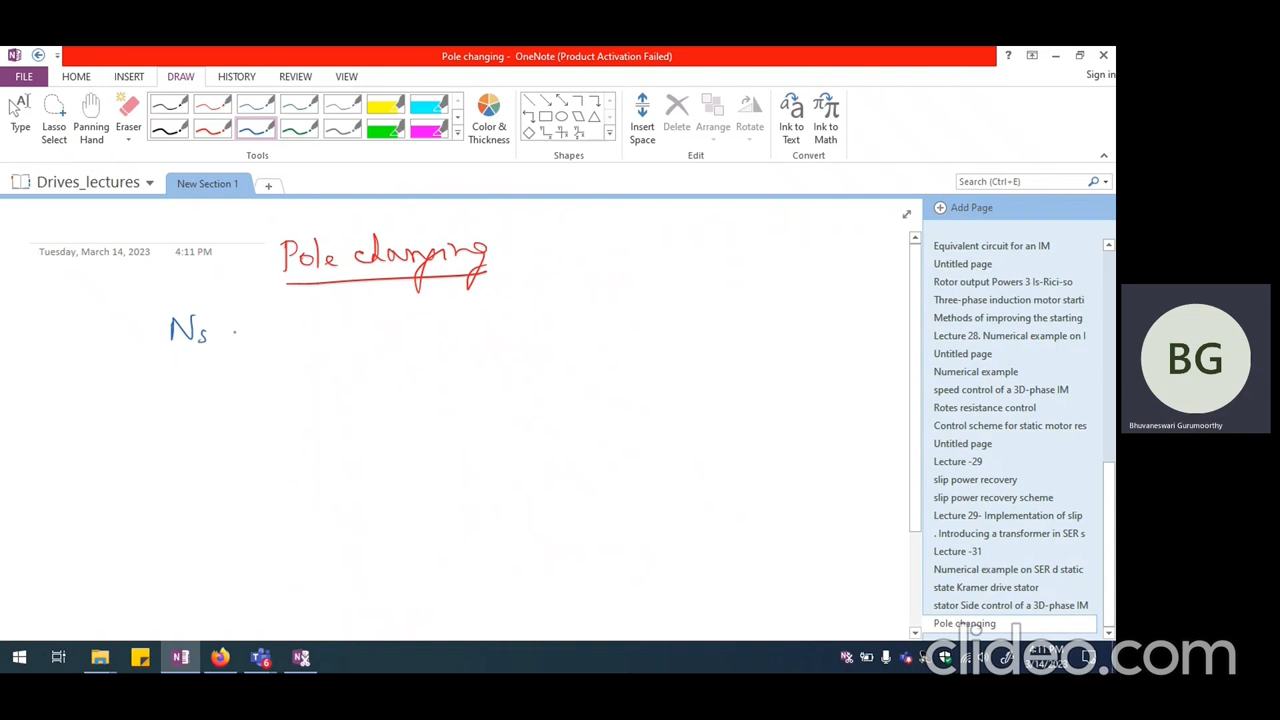 Pole changing - OneNote (Product Activation Failed)
FILE HOME INSERT DRAW HISTORY REVIEW VIEW
Sign in
Type
Lasso Select
Panning Hand
Eraser
Color & Thickness
Insert Space
Delete
Arrange
Rotate
Ink to Text
Ink to Math
Tools
Shapes
Edit
Convert
Drives_lectures
New Section 1
Search (Ctrl+E)
Add Page
Tuesday, March 14, 2023 4:11 PM
Pole changing
Ns
Equivalent circuit for an IM
Untitled page
Rotor output Powers 3 Is-Rici-so
Three-phase induction motor starti
Methods of improving the starting
Lecture 28. Numerical example on I
Untitled page
Numerical example
speed control of a 3D-phase IM
Rotes resistance control
Control scheme for static motor res
Untitled page
Lecture -29
slip power recovery
slip power recovery scheme
Lecture 29- Implementation of slip
. Introducing a transformer in SER s
Lecture -31
Numerical example on SER d static
state Kramer drive stator
stator Side control of a 3D-phase IM
Pole changing
BG
Bhuvaneswari Gurumoorthy
4:11 PM
3/14/2023
clideo.com